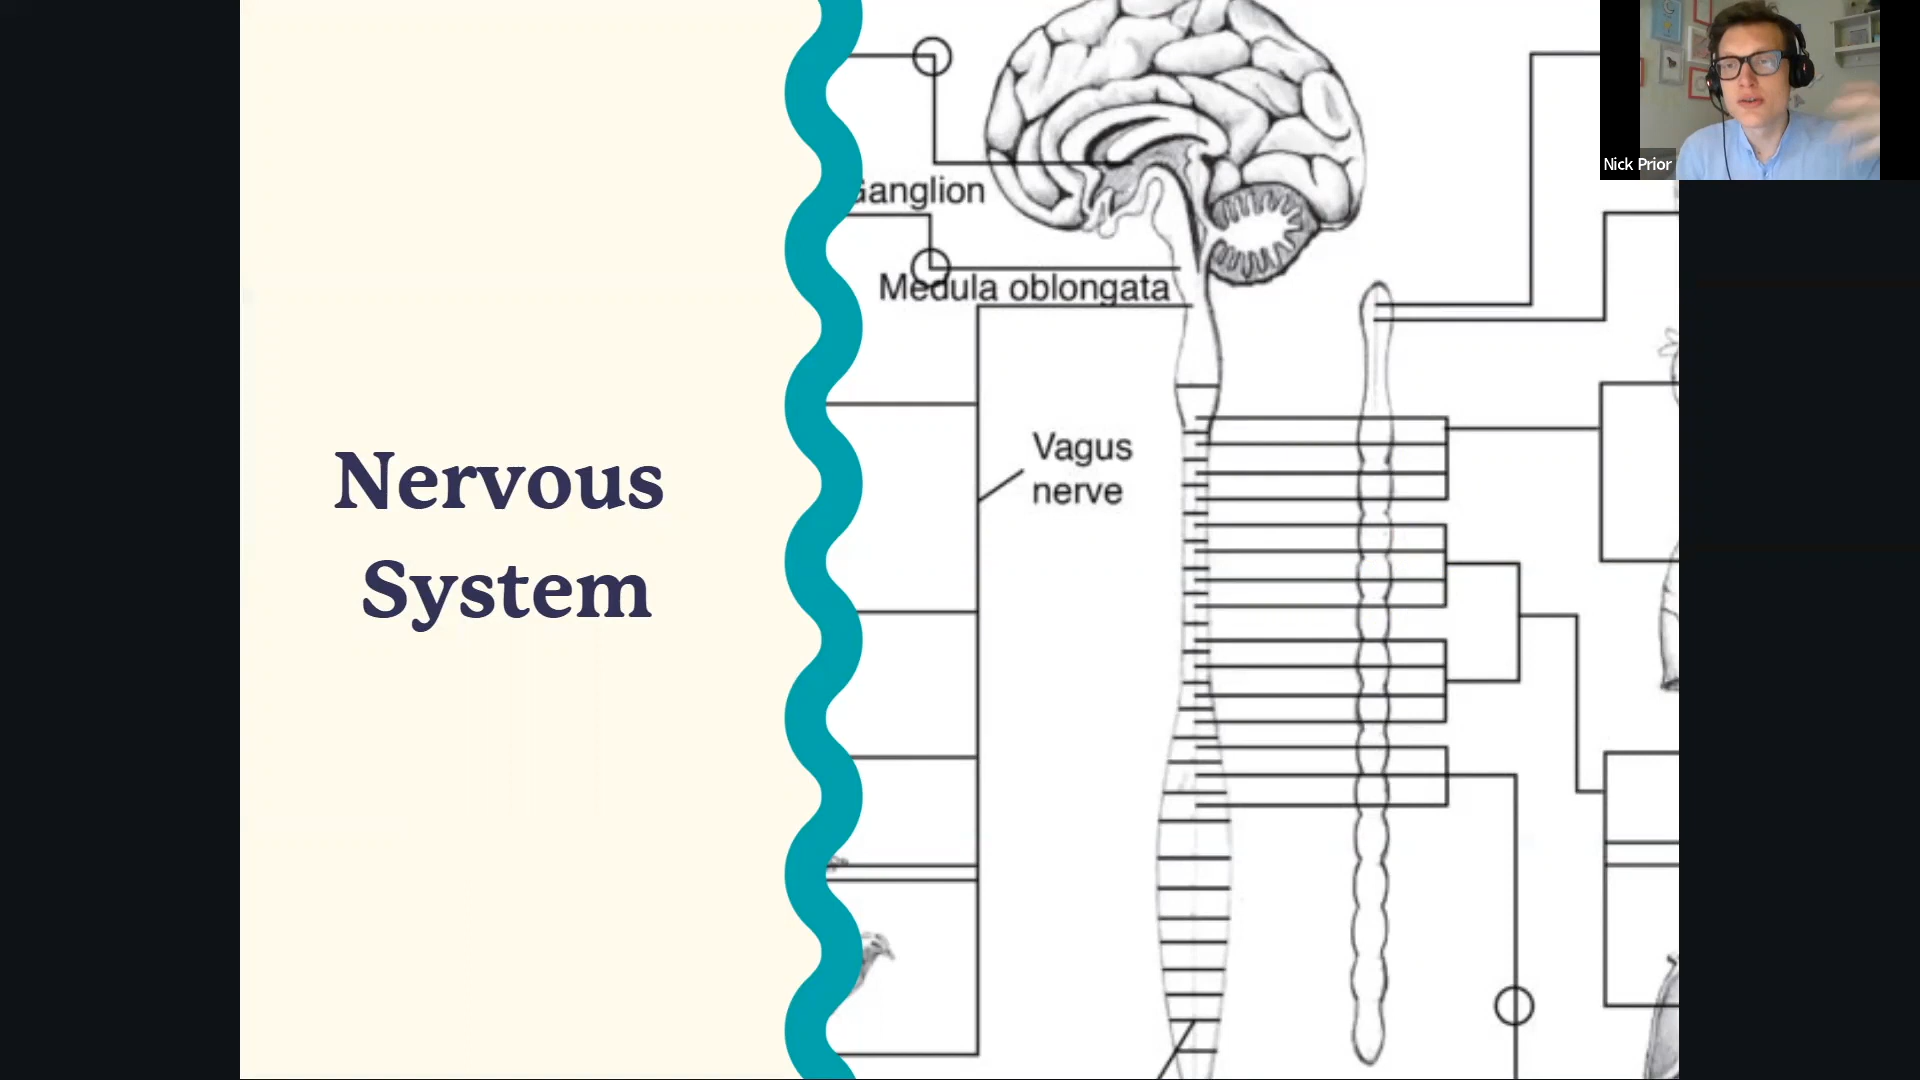 Nervous
System
Ganglion
Medula oblongata
Vagus
nerve
Nick Prior